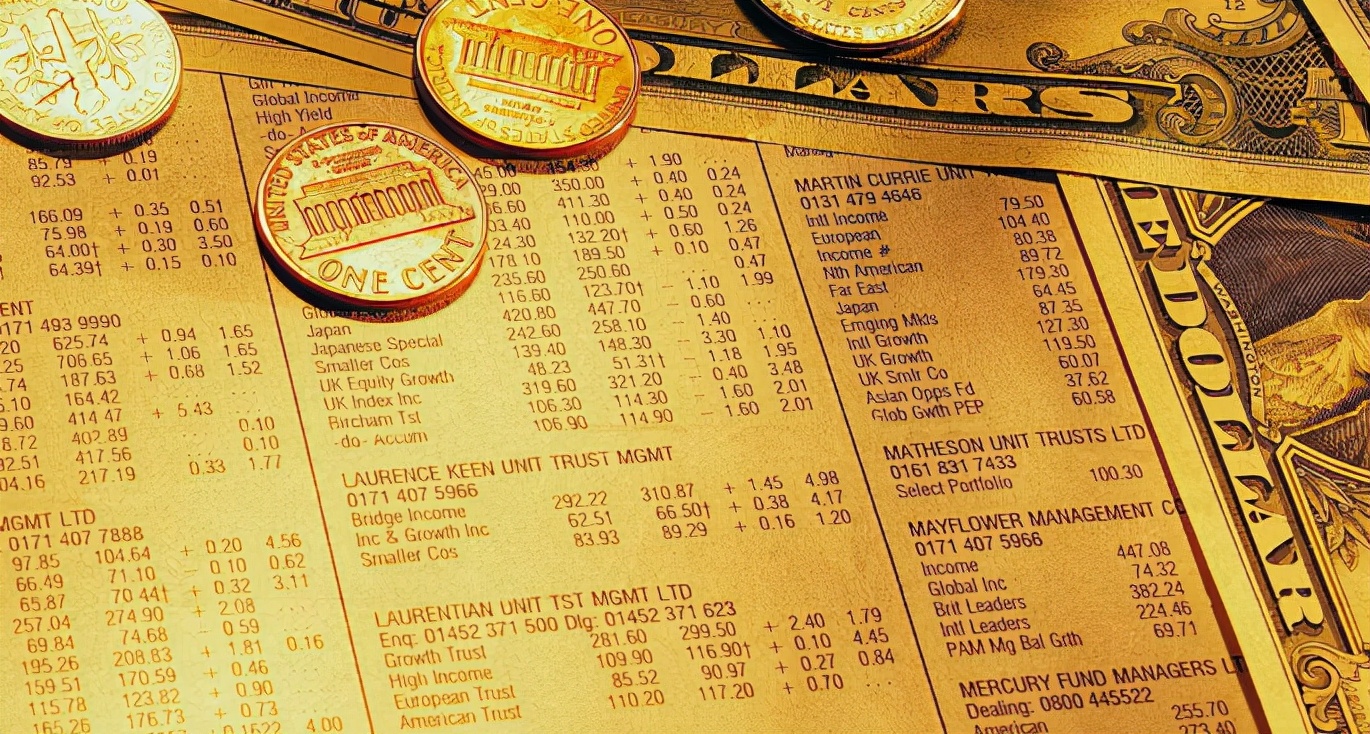 UNITED STATES OF AMERICA
ONE CENT
UNITED STATES OF AMERICA
ONE CENT
DOLLARS
12
85.79 + 0.19
92.53 + 0.01 ...
166.09 + 0.35 0.51
75.98 + 0.19 0.60
64.00† + 0.30 3.50
64.39† + 0.15 0.10
0171 493 9990
625.74 + 0.94 1.65
706.65 + 1.06 1.65
187.63 + 0.68 1.52
164.42 ...
414.47 + 5.43 ...
402.89 ... 0.10
417.56 ... 0.10
217.19 0.33 1.77
MGMT LTD
0171 407 7888
97.85 104.64 + 0.20 4.56
66.49 71.10 - 0.10 0.62
65.87 70.44† + 0.32 3.11
257.04 274.90 + 2.08 ...
69.84 74.68 - 0.59 ...
195.26 208.83 + 1.81 0.16
159.51 170.59 + 0.46 ...
115.78 123.82 + 0.90 ...
165.26 176.73 + 0.73 ...
4.00
Global Income
High Yield
-do-
+ 1.90 ...
350.00 + 0.40 0.24
411.30 + 0.40 0.24
110.00 + 0.50 0.24
132.20† + 0.60 1.26
178.10 189.50 + 0.10 0.47
235.60 250.60 ... 0.47
116.60 123.70† - 1.10 1.99
Japan 420.80 447.70 - 0.60 ...
Japanese Special 242.60 258.10 - 1.40 ...
Smaller Cos 139.40 148.30 - 3.30 1.10
UK Equity Growth 48.23 51.31† - 1.18 1.95
UK Index Inc 319.60 321.20 - 0.40 3.48
Bircham Tst 106.30 114.30 - 1.60 2.01
-do- Accum 106.90 114.90 - 1.60 2.01
LAURENCE KEEN UNIT TRUST MGMT
0171 407 5966
Bridge Income 292.22 310.87 + 1.45 4.98
Inc & Growth Inc 62.51 66.50† + 0.38 4.17
Smaller Cos 83.93 89.29 + 0.16 1.20
LAURENTIAN UNIT TST MGMT LTD
Enq: 01452 371 500 Dlg: 01452 371 623
Growth Trust 281.60 299.50 + 2.40 1.79
High Income 109.90 116.90† + 0.10 4.45
European Trust 85.52 90.97 + 0.27 0.84
American Trust 110.20 117.20 + 0.70 ...
MARTIN CURRIE UNIT
0131 479 4646
Intl Income 79.50
European 104.40
Income # 80.38
Nth American 89.72
Far East 179.30
Japan 64.45
Emging Mkts 87.35
Intl Growth 127.30
UK Growth 119.50
UK Smlr Co 60.07
Asian Opps Fd 37.62
Glob Gwth PEP 60.58
MATHESON UNIT TRUSTS LTD
0161 831 7433
Select Portfolio 100.30
MAYFLOWER MANAGEMENT CO
0171 407 5966
Income 447.08
Global Inc 74.32
Brit Leaders 382.24
Intl Leaders 224.46
PAM Mg Bal Grth 69.71
MERCURY FUND MANAGERS LT
Dealing: 0800 445522
American 255.70
273.40
WASHINGTON
E DOLLAR